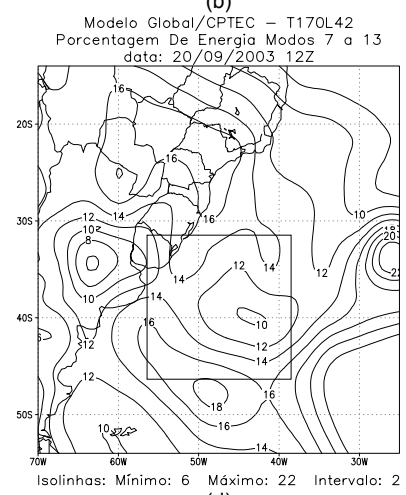 (b)
Modelo Global/CPTEC – T170L42
Porcentagem De Energia Modos 7 a 13
data: 20/09/2003 12Z
16
20S
16
30S
12
14
16
10
10
8
20
22
12
14
14
12
10
14
40S
16
10
12
12
14
12
16
18
16
10
50S
14
70W
60W
50W
40W
30W
Isolinhas: Mínimo: 6 Máximo: 22 Intervalo: 2